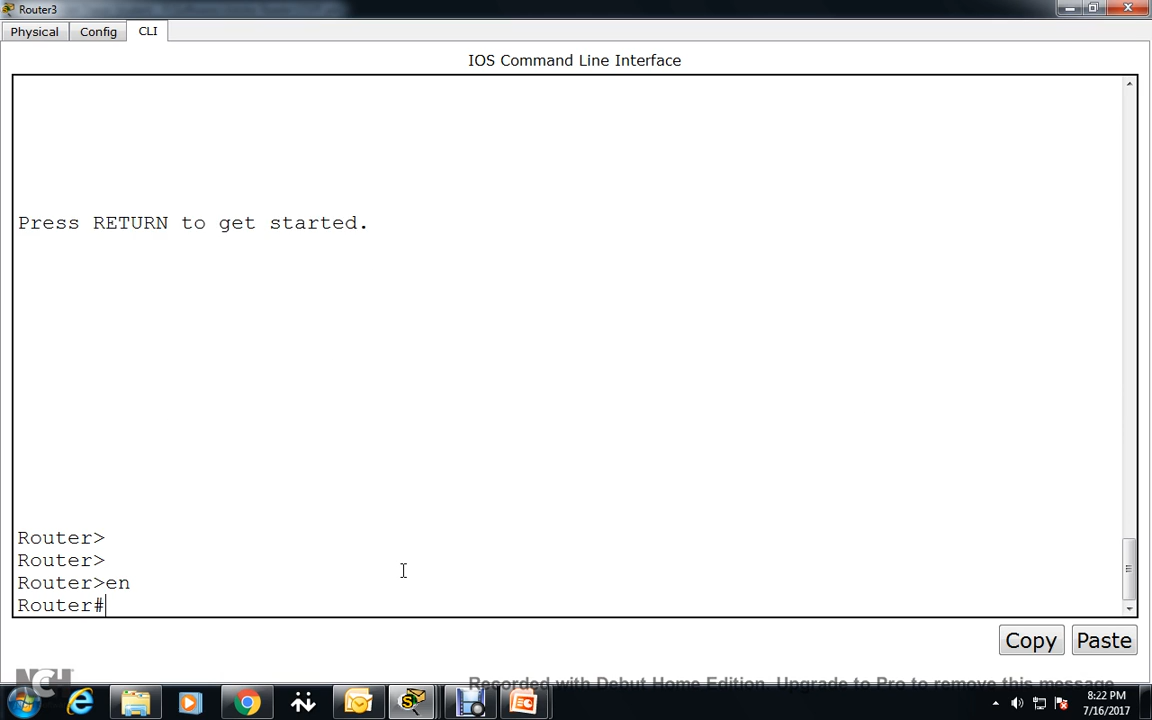 Router3
Physical
Config
CLI
IOS Command Line Interface
Press RETURN to get started.
Router>
Router>
Router>en
Router#
Copy
Paste
NCH
Recorded with Debut Home Edition. Upgrade to Pro to remove this message.
8:22 PM
7/16/2017